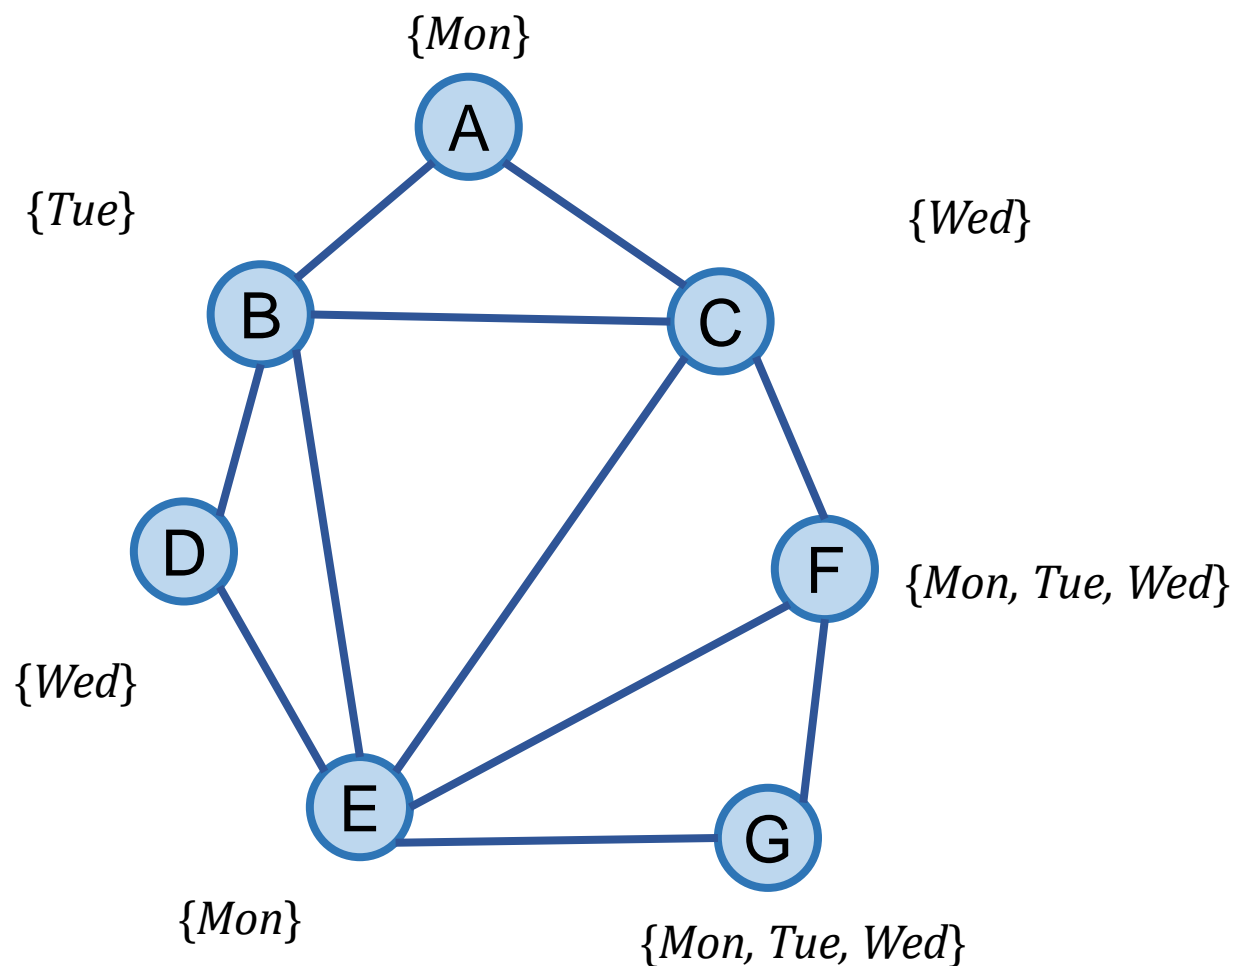 {Mon}
A
{Tue}
{Wed}
B
C
D
F
{Mon, Tue, Wed}
{Wed}
E
G
{Mon}
{Mon, Tue, Wed}